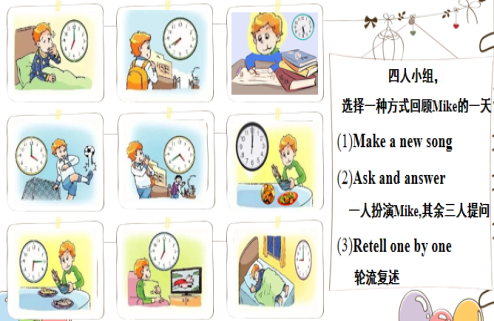 四人小组，
选择一种方式回顾Mike的一天
(1)Make a new song
(2)Ask and answer
一人扮演Mike,其余三人提问
(3)Retell one by one
轮流复述